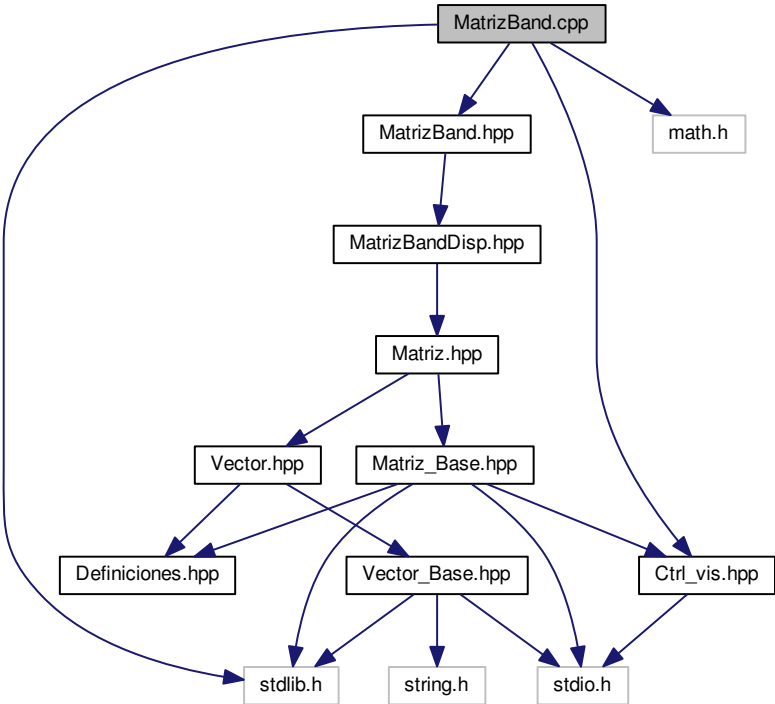 MatrizBand.cpp
MatrizBand.hpp
math.h
MatrizBandDisp.hpp
Matriz.hpp
Vector.hpp
Matriz_Base.hpp
Definiciones.hpp
Vector_Base.hpp
Ctrl_vis.hpp
stdlib.h
string.h
stdio.h